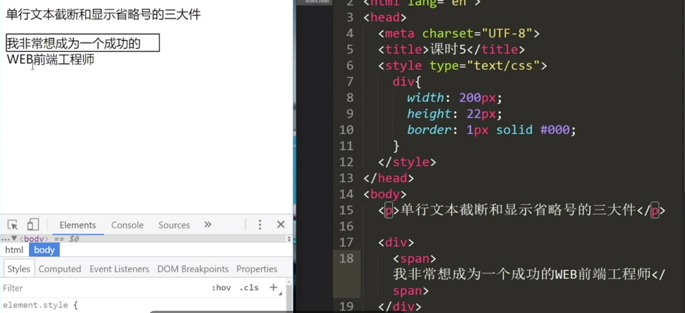 单行文本截断和显示省略号的三大件
我非常想成为一个成功的
WEB前端工程师
Elements Console Sources »
<body> == $0
html body
Styles Computed Event Listeners DOM Breakpoints Properties
Filter :hov .cls +
element.style {
2 <html lang="en">
3 <head>
4 <meta charset="UTF-8">
5 <title>课时5</title>
6 <style type="text/css">
7 div{
8 width: 200px;
9 height: 22px;
10 border: 1px solid #000;
11 }
12 </style>
13 </head>
14 <body>
15 <p>单行文本截断和显示省略号的三大件</p>
16
17 <div>
18 <span>
我非常想成为一个成功的WEB前端工程师</
span>
19 </div>